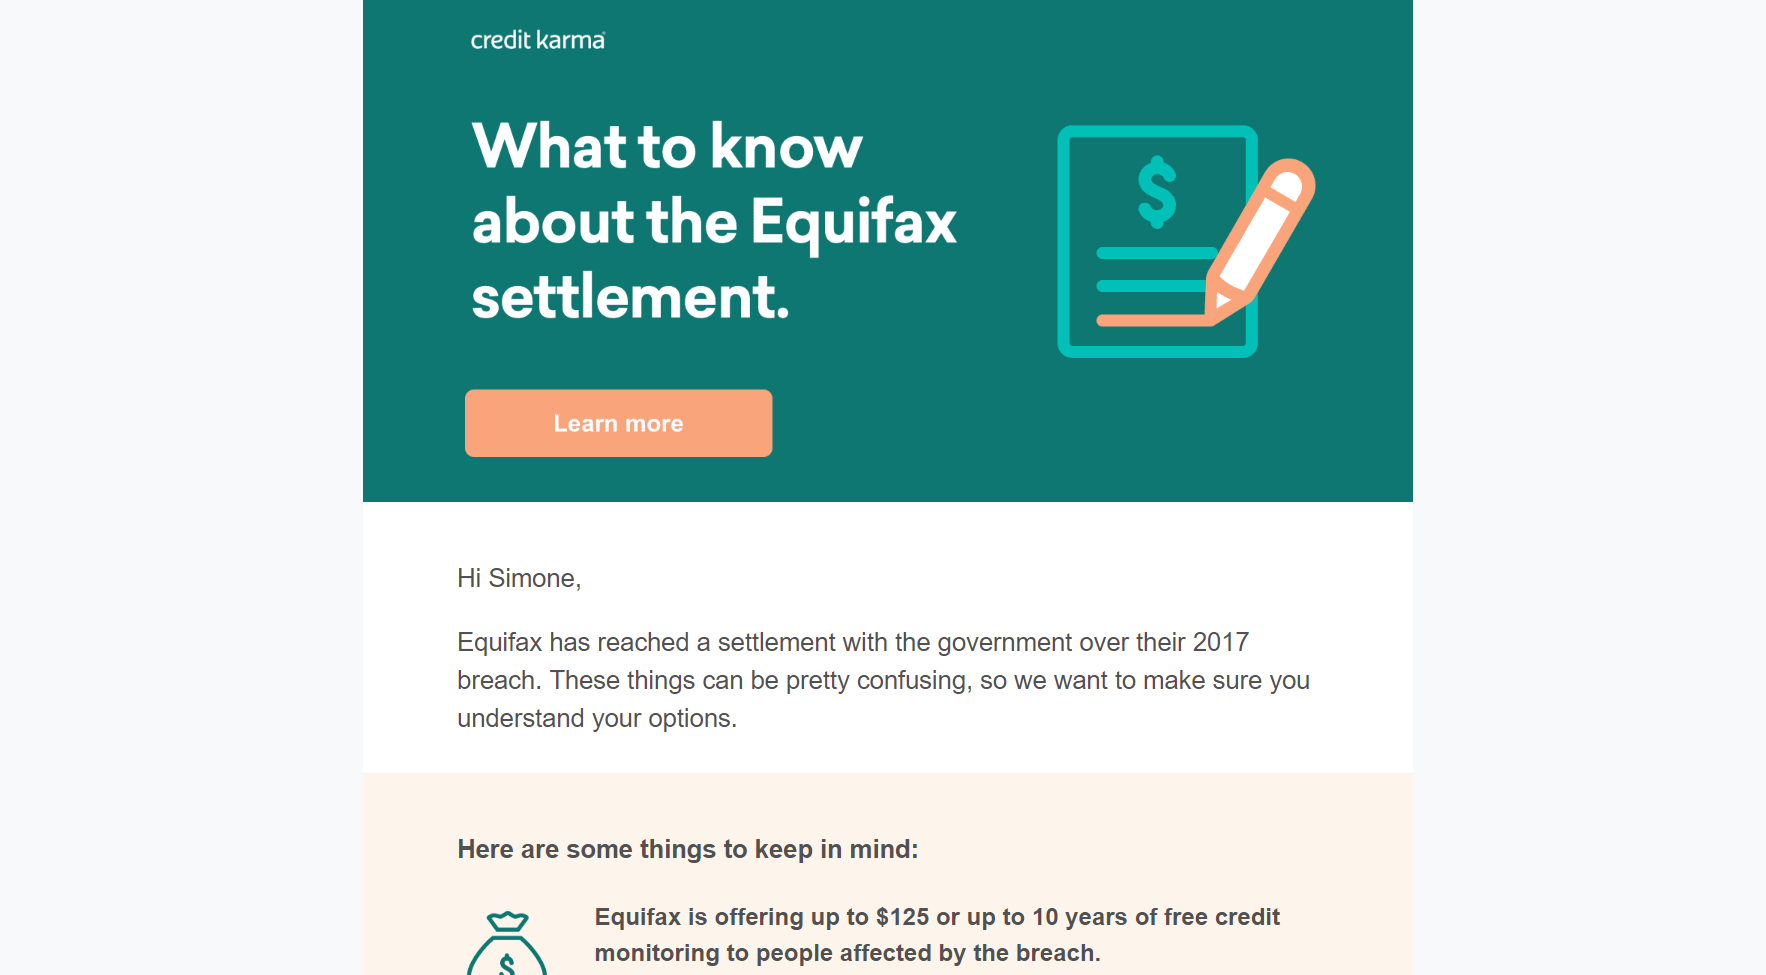 credit karma
What to know
about the Equifax
settlement.
$
Learn more
Hi Simone,
Equifax has reached a settlement with the government over their 2017
breach. These things can be pretty confusing, so we want to make sure you
understand your options.
Here are some things to keep in mind:
Equifax is offering up to $125 or up to 10 years of free credit
monitoring to people affected by the breach.
$